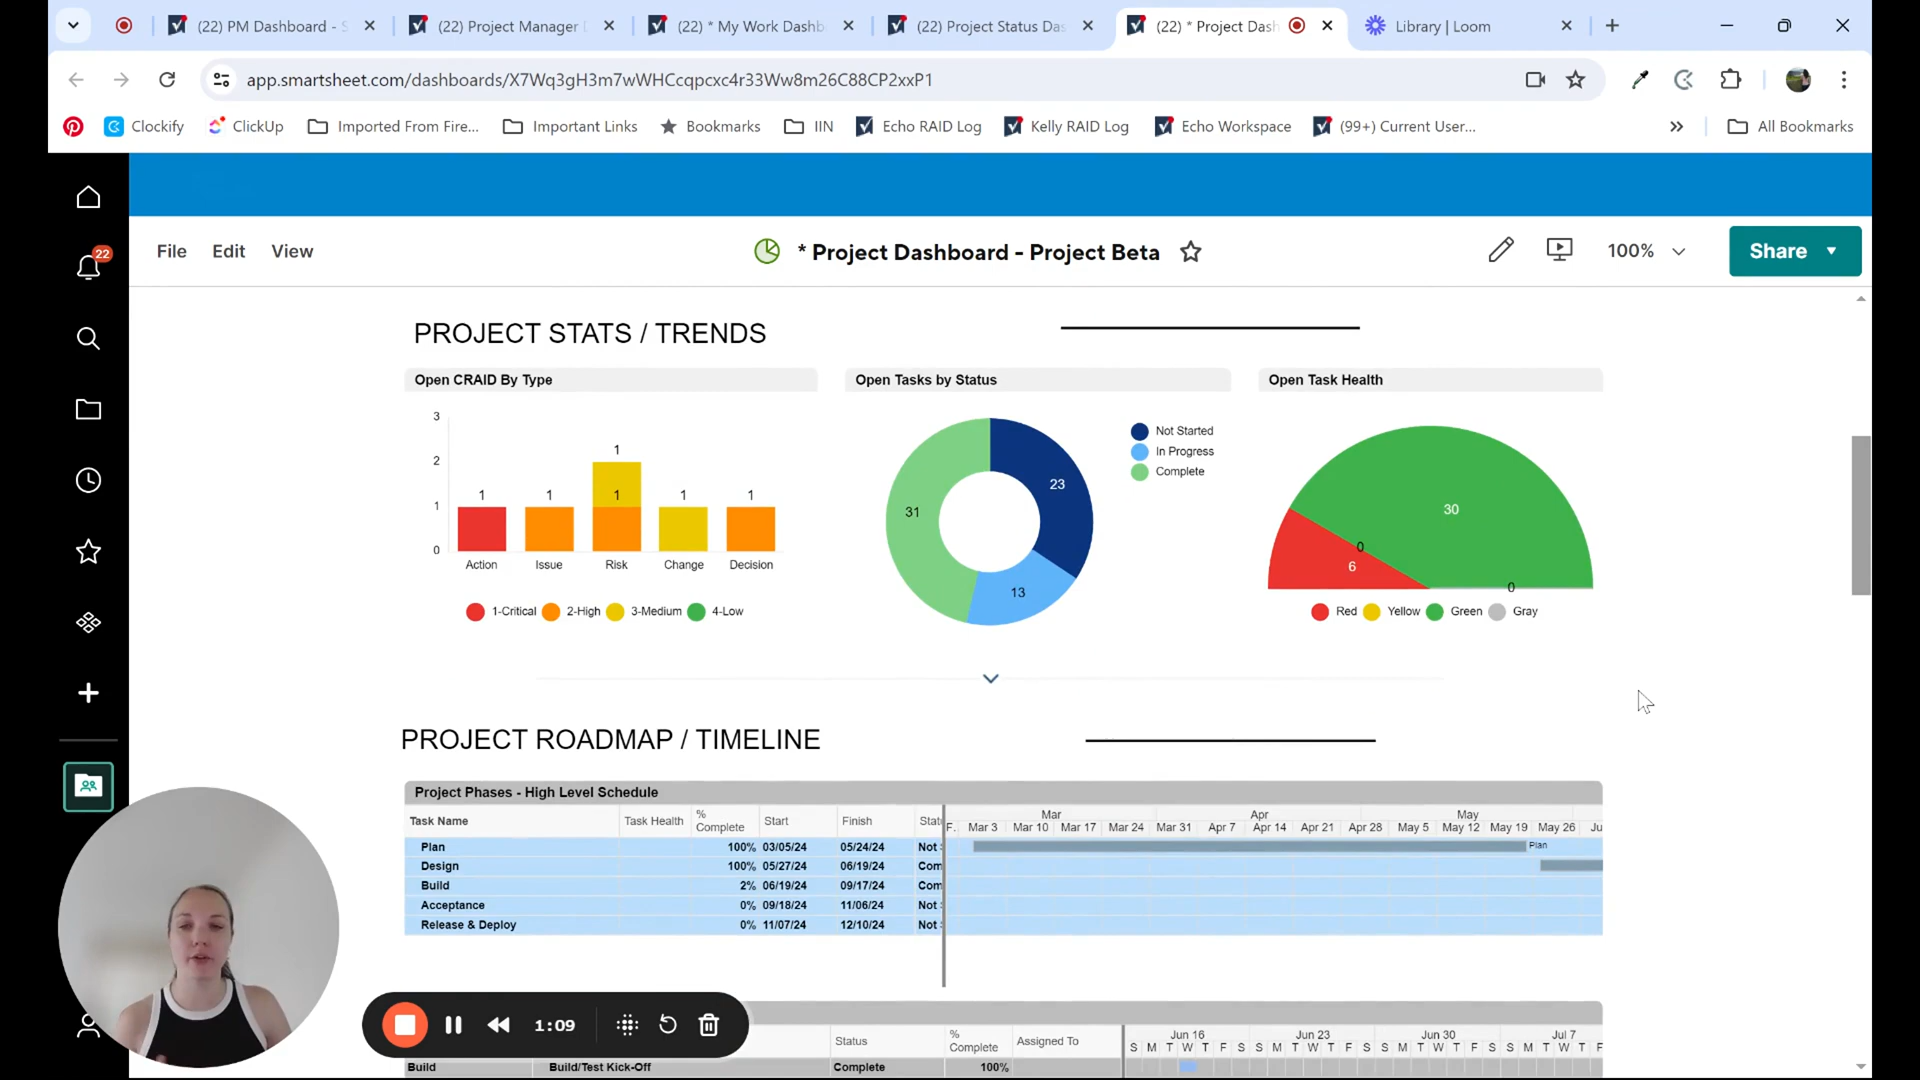 (22) PM Dashboard - S
(22) Project Manager D
(22) * My Work Dashb
(22) Project Status Das
(22) * Project Dash
Library | Loom
app.smartsheet.com/dashboards/X7Wq3gH3m7wWHCcqpcxc4r33Ww8m26C88CP2xxP1
Clockify
ClickUp
Imported From Fire...
Important Links
Bookmarks
IIN
Echo RAID Log
Kelly RAID Log
Echo Workspace
(99+) Current User...
All Bookmarks
22
File Edit View
* Project Dashboard - Project Beta
100%
Share
PROJECT STATS / TRENDS
Open CRAID By Type
3
2
1
0
1
1
1
1
1
1
Action Issue Risk Change Decision
1-Critical 2-High 3-Medium 4-Low
Open Tasks by Status
23
31
13
Not Started
In Progress
Complete
Open Task Health
30
0
6
0
Red Yellow Green Gray
PROJECT ROADMAP / TIMELINE
Project Phases - High Level Schedule
Task Name Task Health % Complete Start Finish Stat
Mar Apr May
F. Mar 3 Mar 10 Mar 17 Mar 24 Mar 31 Apr 7 Apr 14 Apr 21 Apr 28 May 5 May 12 May 19 May 26 Ju
Plan 100% 03/05/24 05/24/24 Not Plan
Design 100% 05/27/24 06/19/24 Com
Build 2% 06/19/24 09/17/24 Com
Acceptance 0% 09/18/24 11/06/24 Not
Release & Deploy 0% 11/07/24 12/10/24 Not
1:09
Status % Complete Assigned To
Jun 16 Jun 23 Jun 30 Jul 7
S M T W T F S S M T W T F S S M T W T F S S M T W T F
Build Build/Test Kick-Off Complete 100%